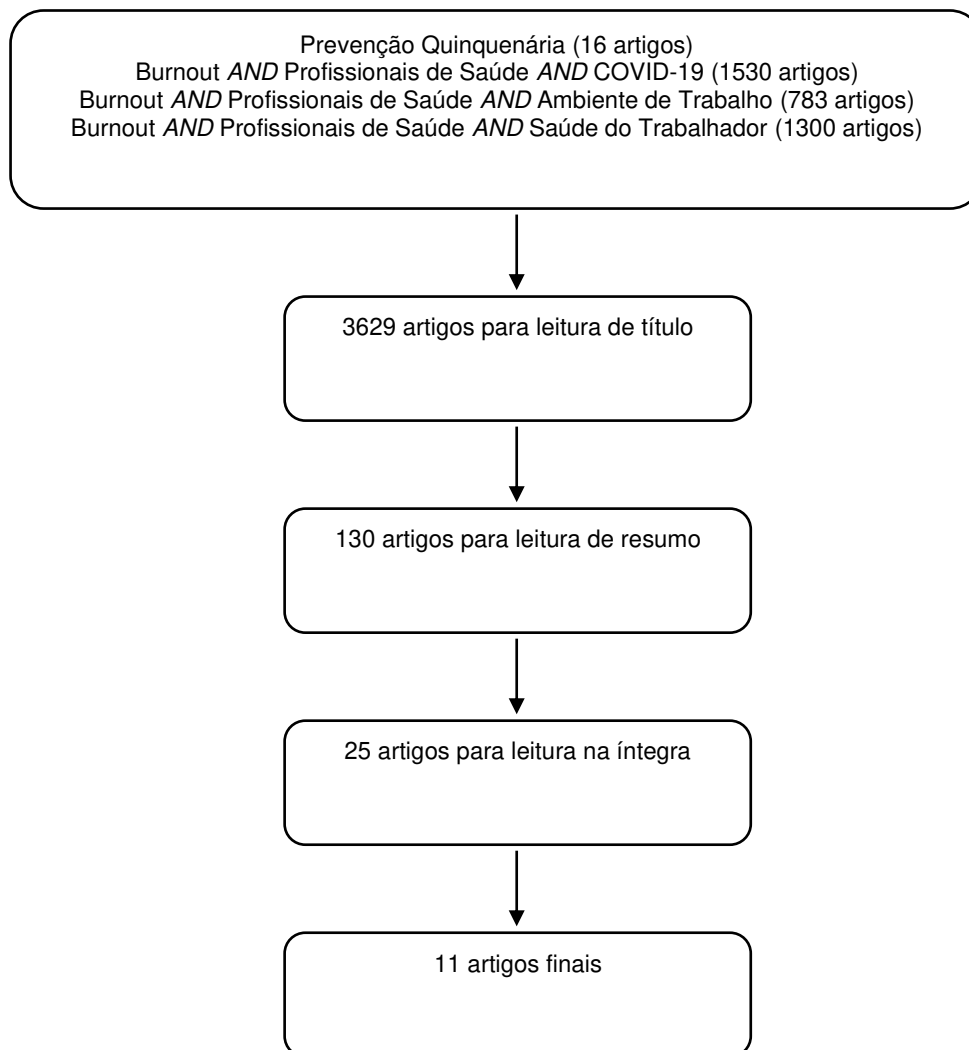 Prevenção Quinquenária (16 artigos)
Burnout AND Profissionais de Saúde AND COVID-19 (1530 artigos)
Burnout AND Profissionais de Saúde AND Ambiente de Trabalho (783 artigos)
Burnout AND Profissionais de Saúde AND Saúde do Trabalhador (1300 artigos)
3629 artigos para leitura de título
130 artigos para leitura de resumo
25 artigos para leitura na íntegra
11 artigos finais